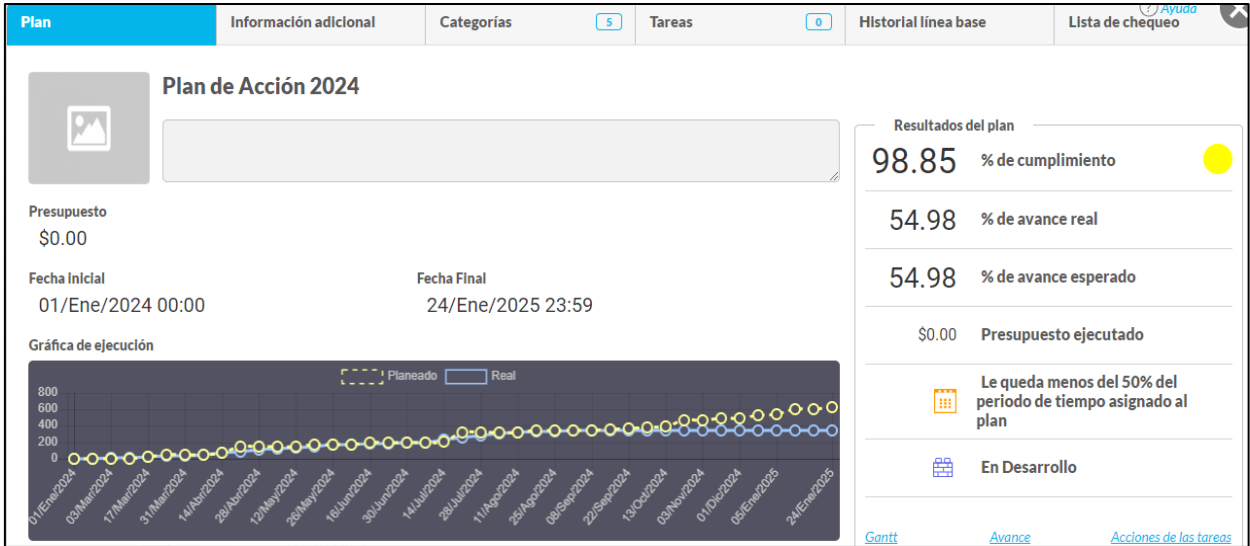 Plan
Información adicional
Categorías 5
Tareas 0
Historial línea base
Lista de chequeo
? Ayuda
Plan de Acción 2024
Presupuesto
$0.00
Fecha Inicial
01/Ene/2024 00:00
Fecha Final
24/Ene/2025 23:59
Gráfica de ejecución
Planeado
Real
800
600
400
200
0
01/Ene/2024
03/Mar/2024
17/Mar/2024
31/Mar/2024
14/Abr/2024
28/Abr/2024
12/May/2024
26/May/2024
16/Jun/2024
30/Jun/2024
14/Jul/2024
28/Jul/2024
11/Ago/2024
25/Ago/2024
08/Sep/2024
22/Sep/2024
13/Oct/2024
03/Nov/2024
01/Dic/2024
05/Ene/2025
24/Ene/2025
Resultados del plan
98.85 % de cumplimiento
54.98 % de avance real
54.98 % de avance esperado
$0.00 Presupuesto ejecutado
Le queda menos del 50% del
periodo de tiempo asignado al
plan
En Desarrollo
Gantt
Avance
Acciones de las tareas